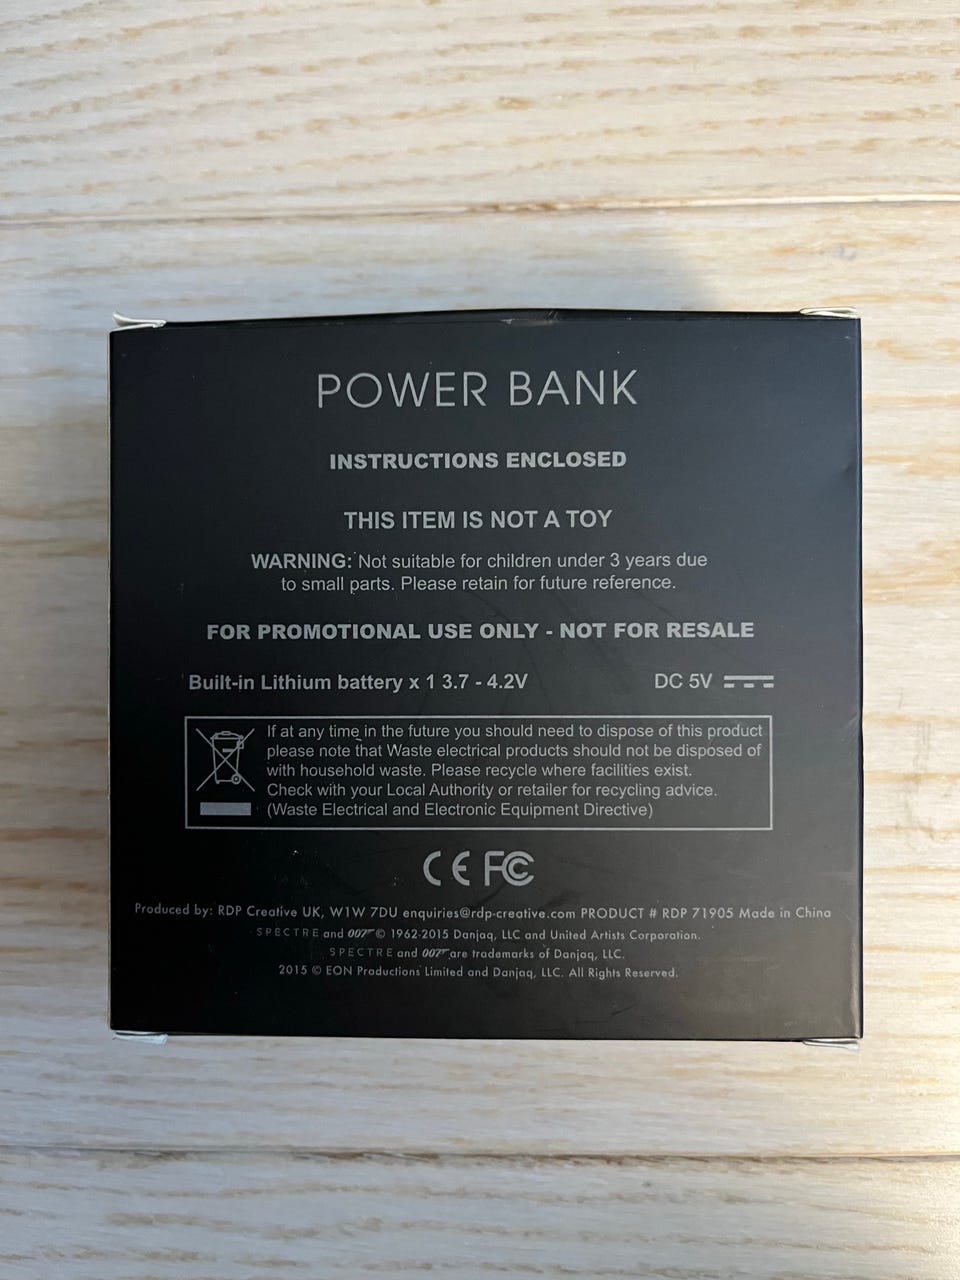 POWER BANK
INSTRUCTIONS ENCLOSED
THIS ITEM IS NOT A TOY
WARNING: Not suitable for children under 3 years due
to small parts. Please retain for future reference.
FOR PROMOTIONAL USE ONLY - NOT FOR RESALE
Built-in Lithium battery x 1 3.7 - 4.2V DC 5V
If at any time in the future you should need to dispose of this product
please note that Waste electrical products should not be disposed of
with household waste. Please recycle where facilities exist.
Check with your Local Authority or retailer for recycling advice.
(Waste Electrical and Electronic Equipment Directive)
CE FC
Produced by: RDP Creative UK, W1W 7DU enquiries@rdp-creative.com PRODUCT # RDP 71905 Made in China
SPECTRE and 007 © 1962-2015 Danjaq, LLC and United Artists Corporation.
SPECTRE and 007 are trademarks of Danjaq, LLC.
2015 © EON Productions Limited and Danjaq, LLC. All Rights Reserved.